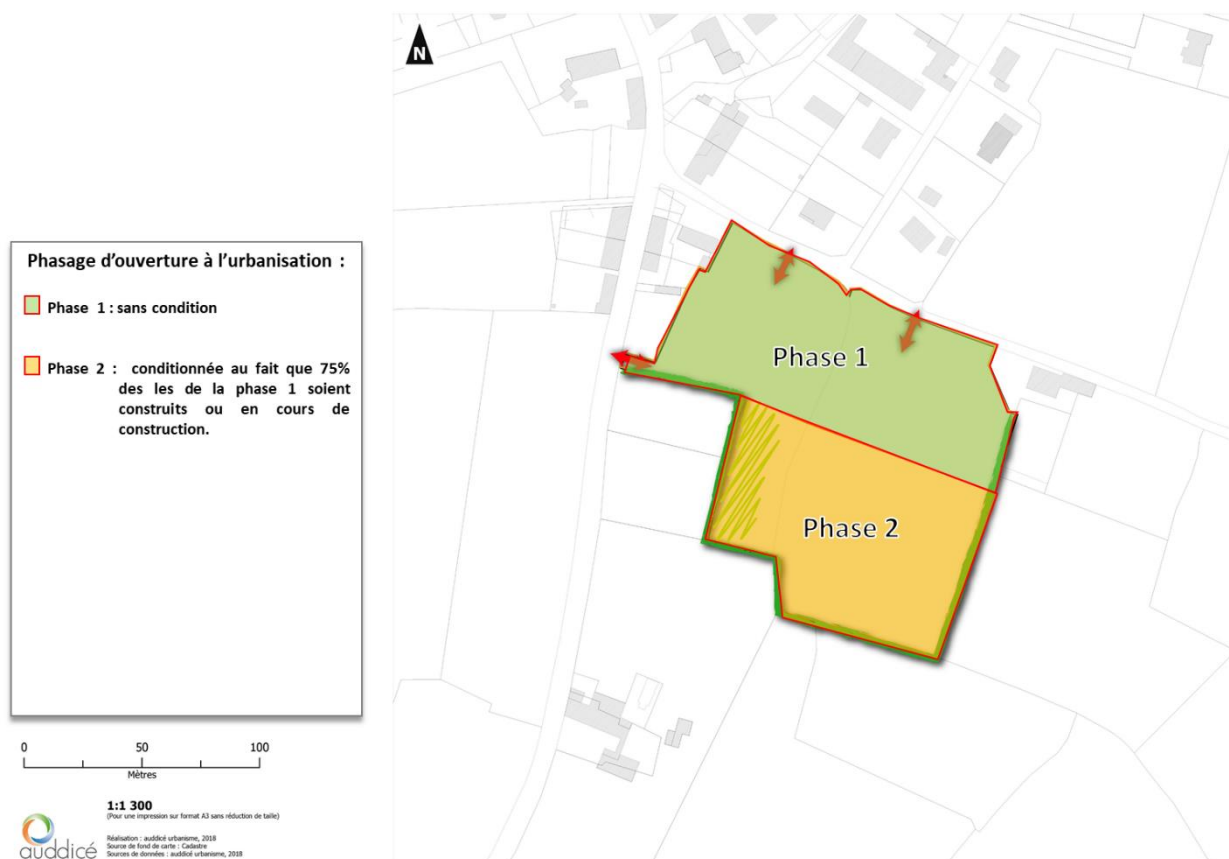 N
Phasage d'ouverture à l'urbanisation :
Phase 1 : sans condition
Phase 2 : conditionnée au fait que 75%
des les de la phase 1 soient
construits ou en cours de
construction.
Phase 1
Phase 2
0 50 100
Mètres
1:1 300
(Pour une impression sur format A3 sans réduction de taille)
Réalisation : auddicé urbanisme, 2018
Source de fond de carte : Cadastre
Sources de données : auddicé urbanisme, 2018
auddicé